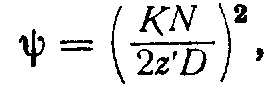 ψ = (KN / 2z'D)²,